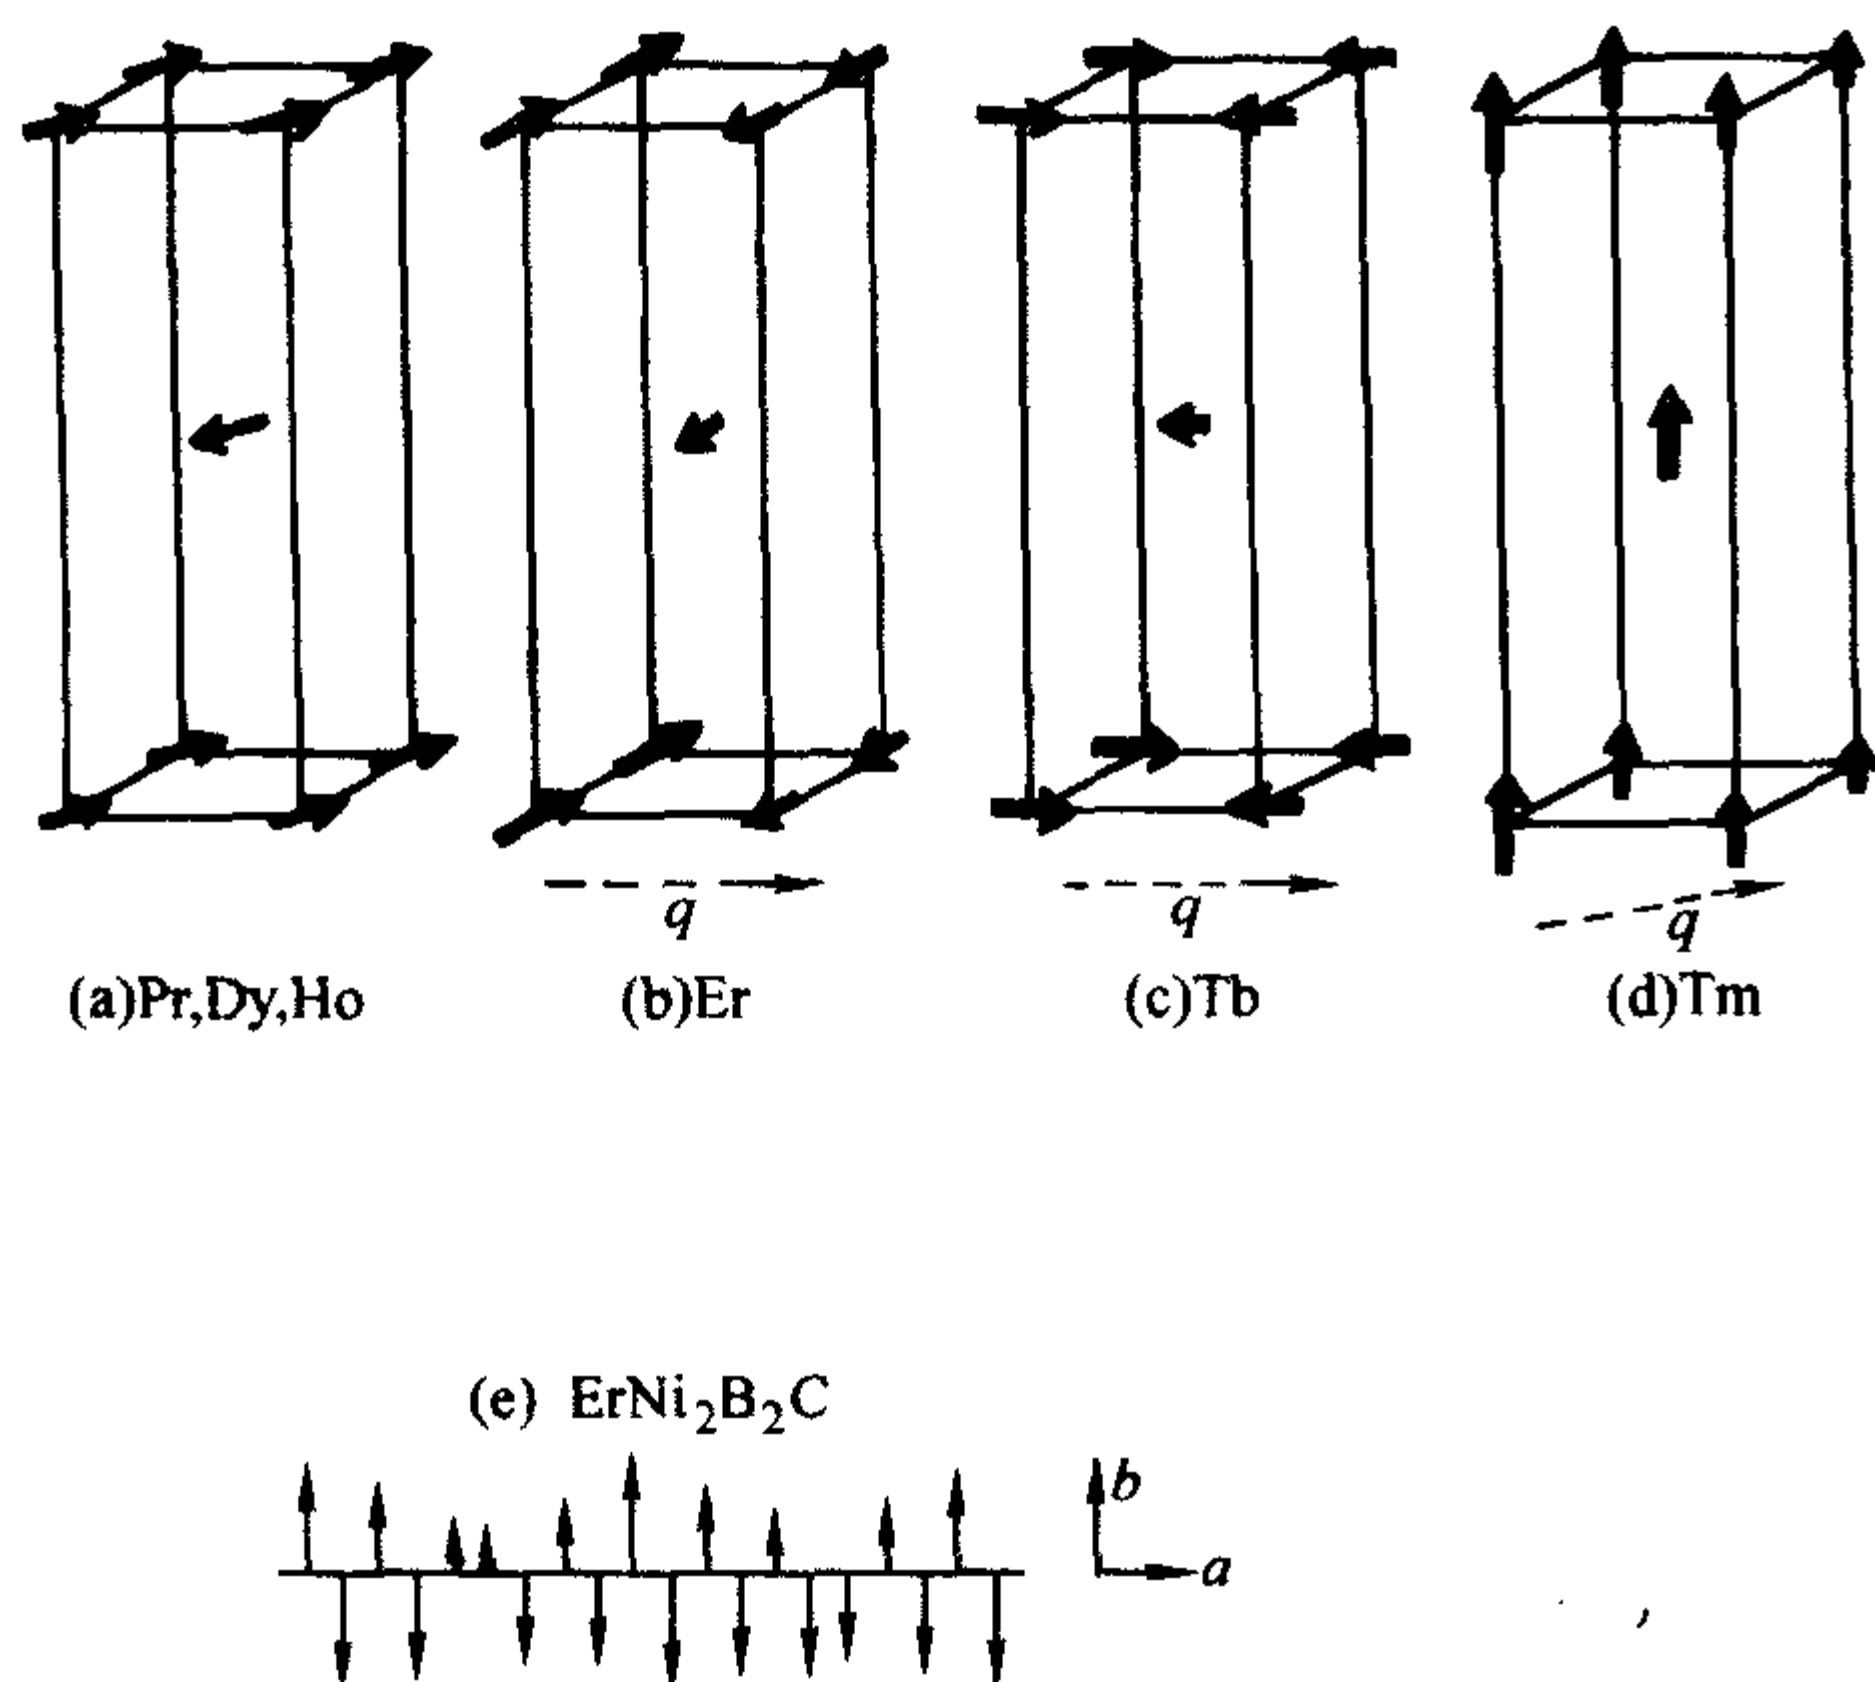 q q q
(a)Pr,Dy,Ho (b)Er (c)Tb (d)Tm
(e) ErNi₂B₂C
b
a